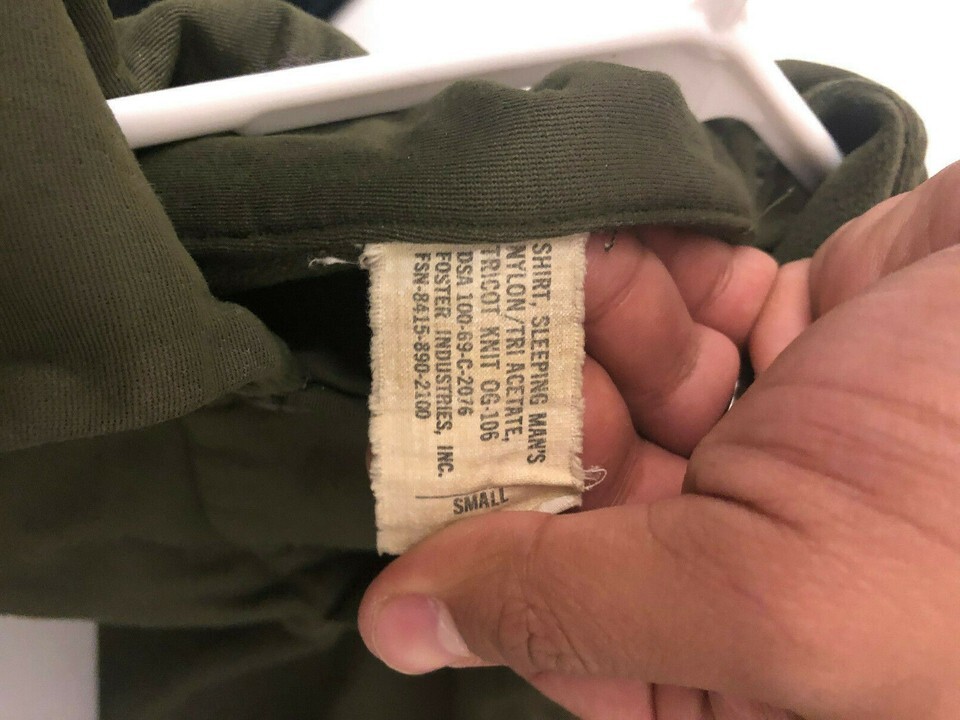 SHIRT, SLEEPING MAN'S
NYLON/TRI ACETATE,
TRICOT KNIT OG-106
DSA 100-69-C-2076
FOSTER INDUSTRIES, INC.
FSN-8415-890-2100
SMALL